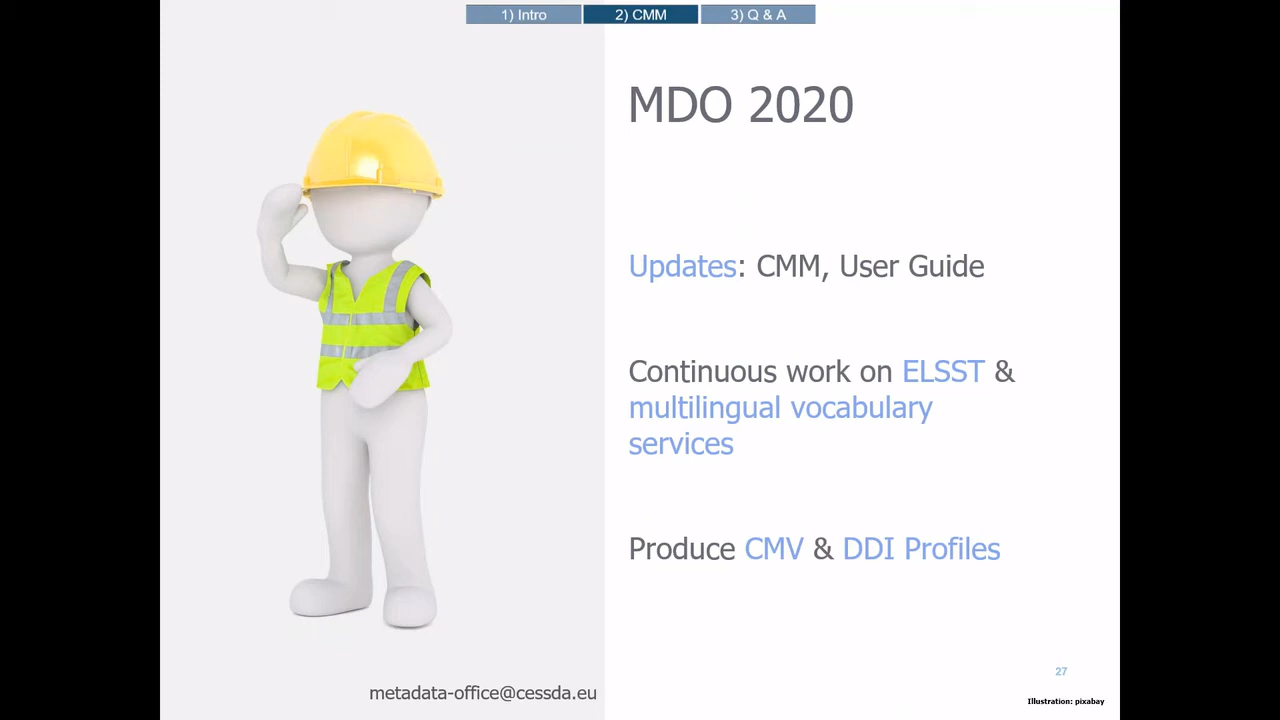 1) Intro 2) CMM 3) Q & A
MDO 2020
Updates: CMM, User Guide
Continuous work on ELSST &
multilingual vocabulary
services
Produce CMV & DDI Profiles
27
metadata-office@cessda.eu
Illustration: pixabay